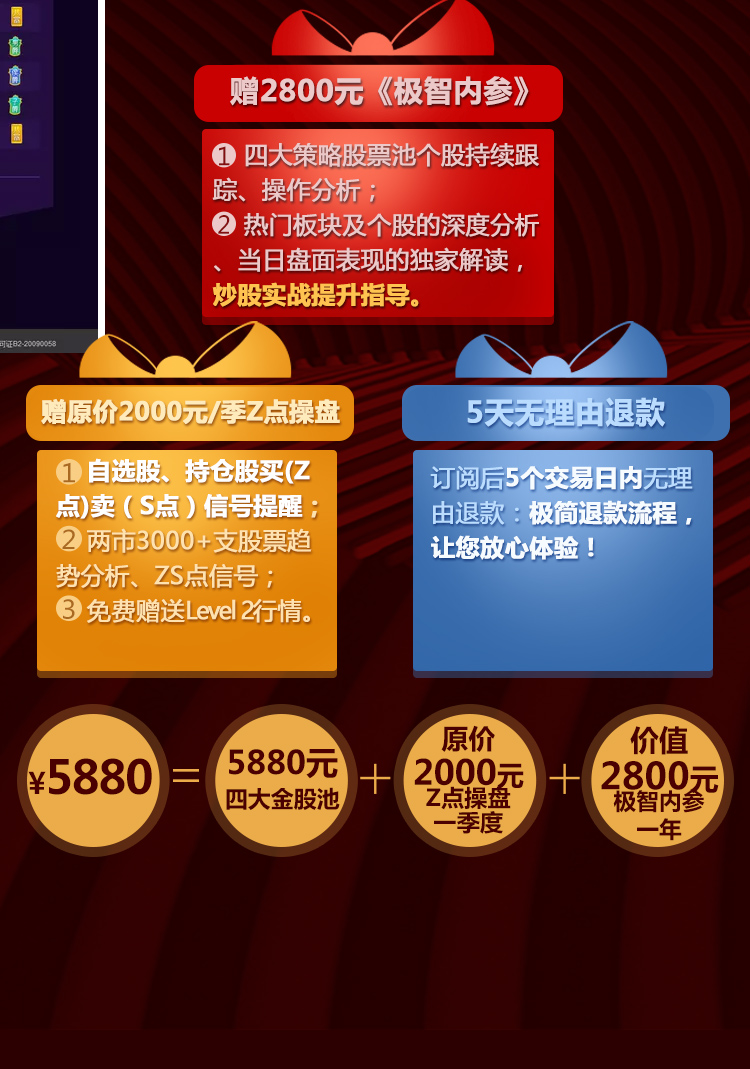 赠2800元《极智内参》
① 四大策略股票池个股持续跟
踪、操作分析；
② 热门板块及个股的深度分析
、当日盘面表现的独家解读，
炒股实战提升指导。
可证B2-20090058
赠原价2000元/季Z点操盘
① 自选股、持仓股买(Z
点)卖（S点）信号提醒；
② 两市3000+支股票趋
势分析、ZS点信号；
③ 免费赠送Level 2行情。
5天无理由退款
订阅后5个交易日内无理
由退款：极简退款流程，
让您放心体验！
¥5880
=
5880元
四大金股池
+
原价
2000元
Z点操盘
一季度
+
价值
2800元
极智内参
一年